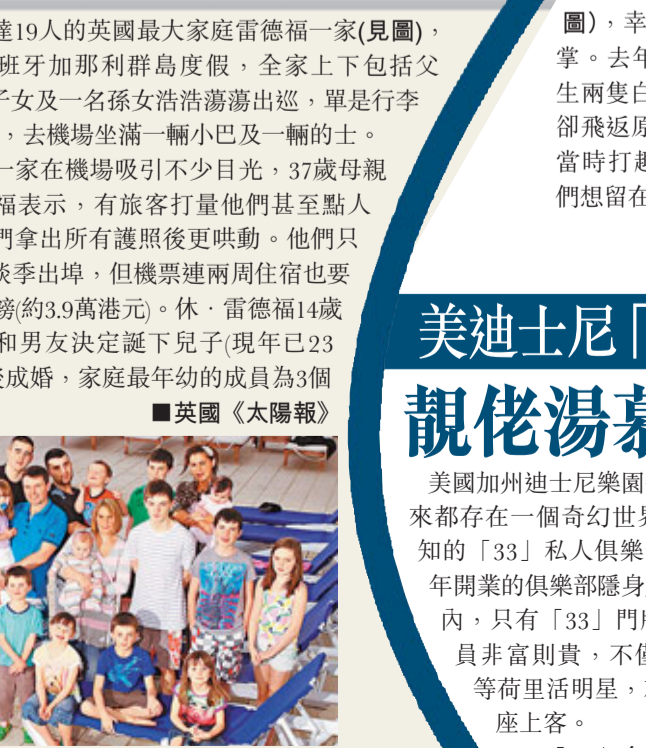 達19人的英國最大家庭雷德福一家(見圖)，
班牙加那利群島度假，全家上下包括父
子女及一名孫女浩浩蕩蕩出巡，單是行李
，去機場坐滿一輛小巴及一輛的士。
一家在機場吸引不少目光，37歲母親
福表示，有旅客打量他們甚至點人
門拿出所有護照後更哄動。他們只
淡季出埠，但機票連兩周住宿也要
鎊(約3.9萬港元)。休．雷德福14歲
和男友決定誕下兒子(現年已23
後成婚，家庭最年幼的成員為3個
■英國《太陽報》
圖)，幸
掌。去年
生兩隻白
卻飛返原
當時打趣
們想留在
美迪士尼「
靚佬湯慕
美國加州迪士尼樂園
來都存在一個奇幻世界
知的「33」私人俱樂
年開業的俱樂部隱身
內，只有「33」門牌
員非富則貴，不僅
等荷里活明星，
座上客。